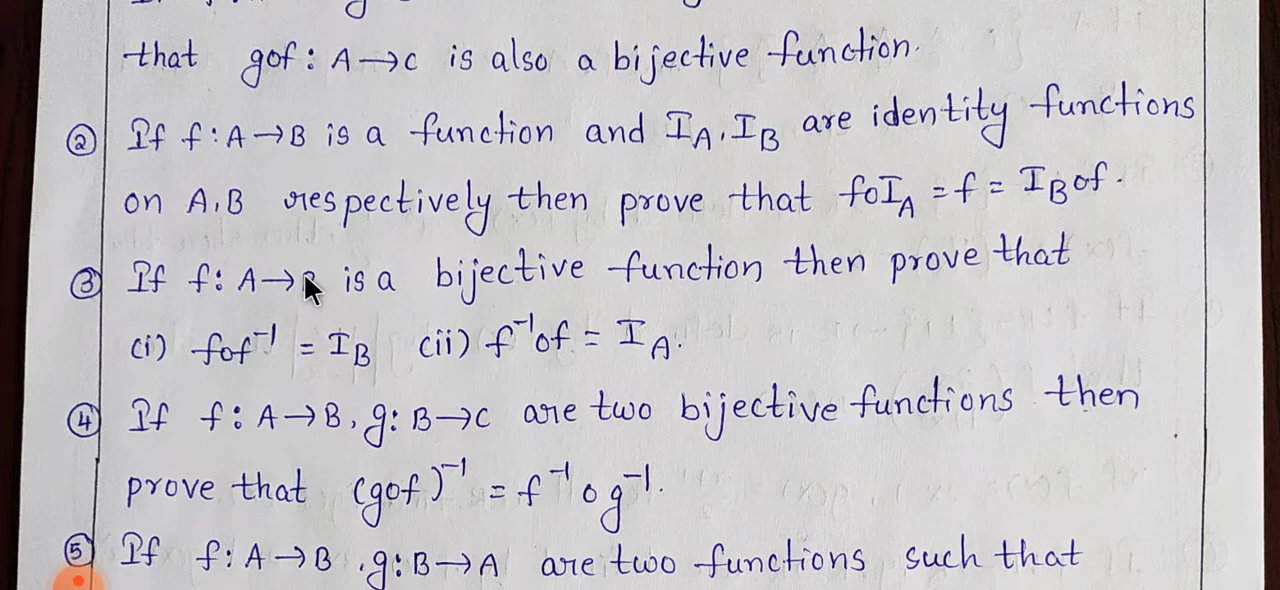 that gof : A→C is also a bijective function.
② If f : A→B is a function and I_A, I_B are identity functions
on A, B respectively then prove that foI_A = f = I_Bof.
③ If f : A→B is a bijective function then prove that
(i) fof⁻¹ = I_B (ii) f⁻¹of = I_A.
④ If f : A→B, g : B→C are two bijective functions then
prove that (gof)⁻¹ = f⁻¹og⁻¹.
⑤ If f : A→B, g : B→A are two functions such that